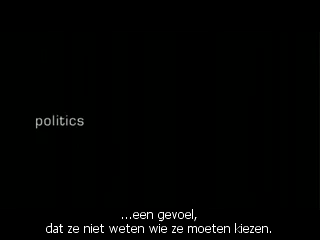 politics
...een gevoel,
dat ze niet weten wie ze moeten kiezen.